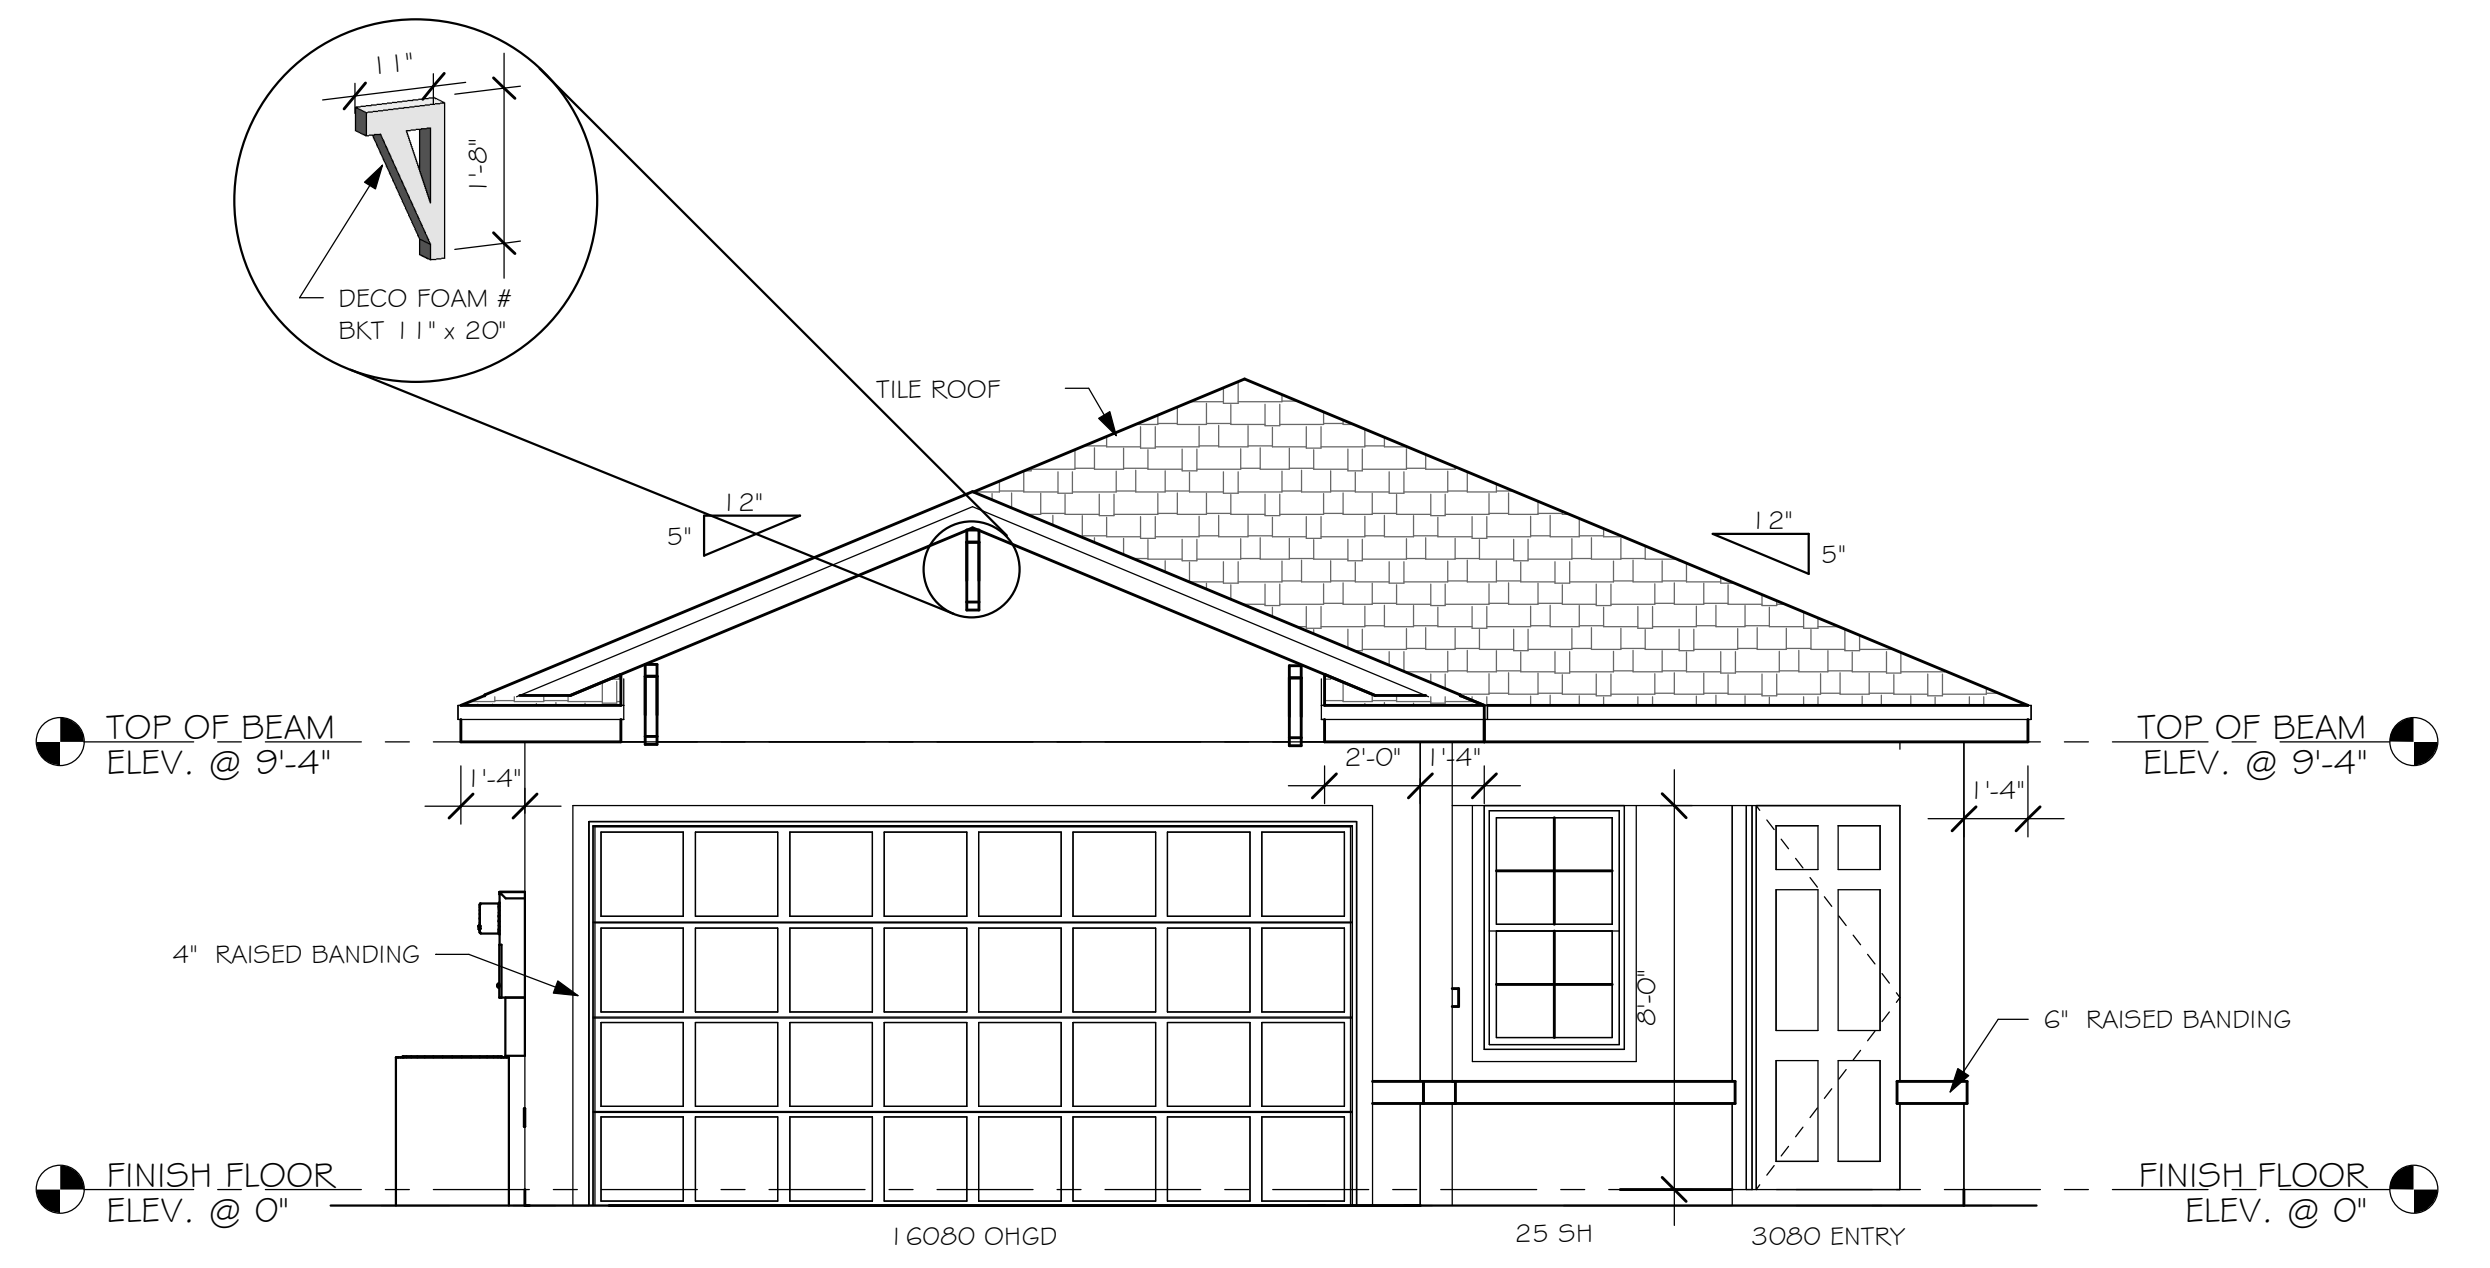 11"
1'-8"
DECO FOAM #
BKT 11" x 20"
TILE ROOF
12"
5"
12"
5"
TOP OF BEAM
ELEV. @ 9'-4"
TOP OF BEAM
ELEV. @ 9'-4"
1'-4"
2'-0"
1'-4"
1'-4"
4" RAISED BANDING
8'-0"
6" RAISED BANDING
FINISH FLOOR
ELEV. @ 0"
FINISH FLOOR
ELEV. @ 0"
16080 OHGD
25 SH
3080 ENTRY